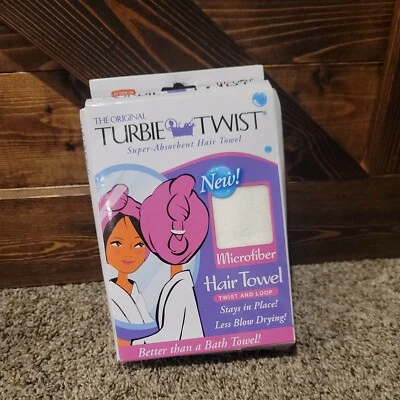 THE ORIGINAL
TURBIE TWIST®
Super-Absorbent Hair Towel
New!
Microfiber
Hair Towel
TWIST AND LOOP
Stays in Place!
Less Blow Drying!
Better than a Bath Towel!